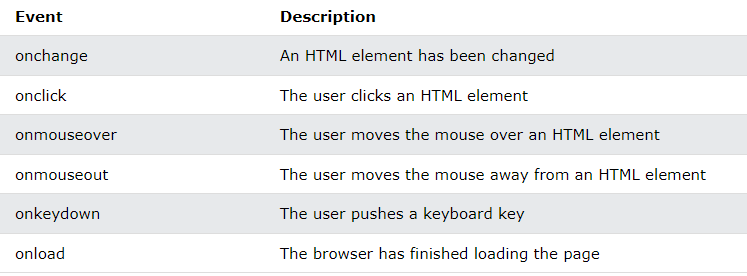 Event Description
onchange An HTML element has been changed
onclick The user clicks an HTML element
onmouseover The user moves the mouse over an HTML element
onmouseout The user moves the mouse away from an HTML element
onkeydown The user pushes a keyboard key
onload The browser has finished loading the page